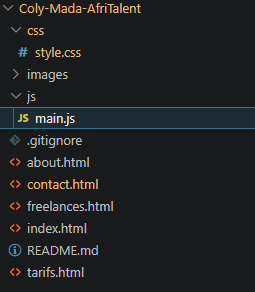 Coly-Mada-AfriTalent
css
# style.css
images
js
JS main.js
.gitignore
<> about.html
<> contact.html
<> freelances.html
<> index.html
README.md
<> tarifs.html